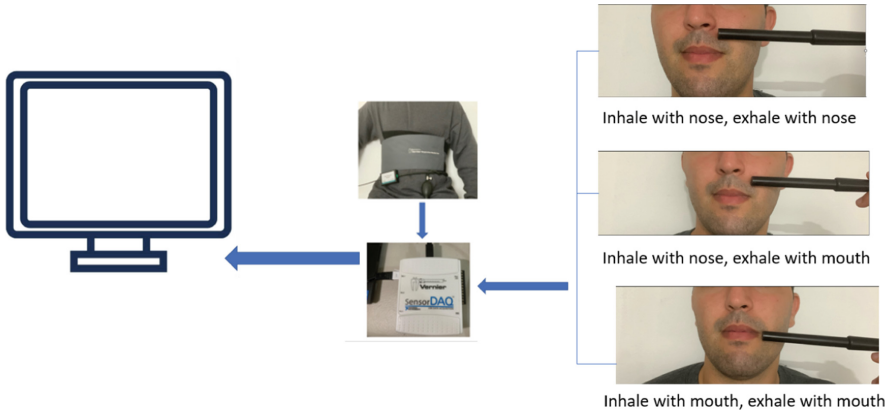 Inhale with nose, exhale with nose
Inhale with nose, exhale with mouth
Vernier
SensorDAQ
Inhale with mouth, exhale with mouth